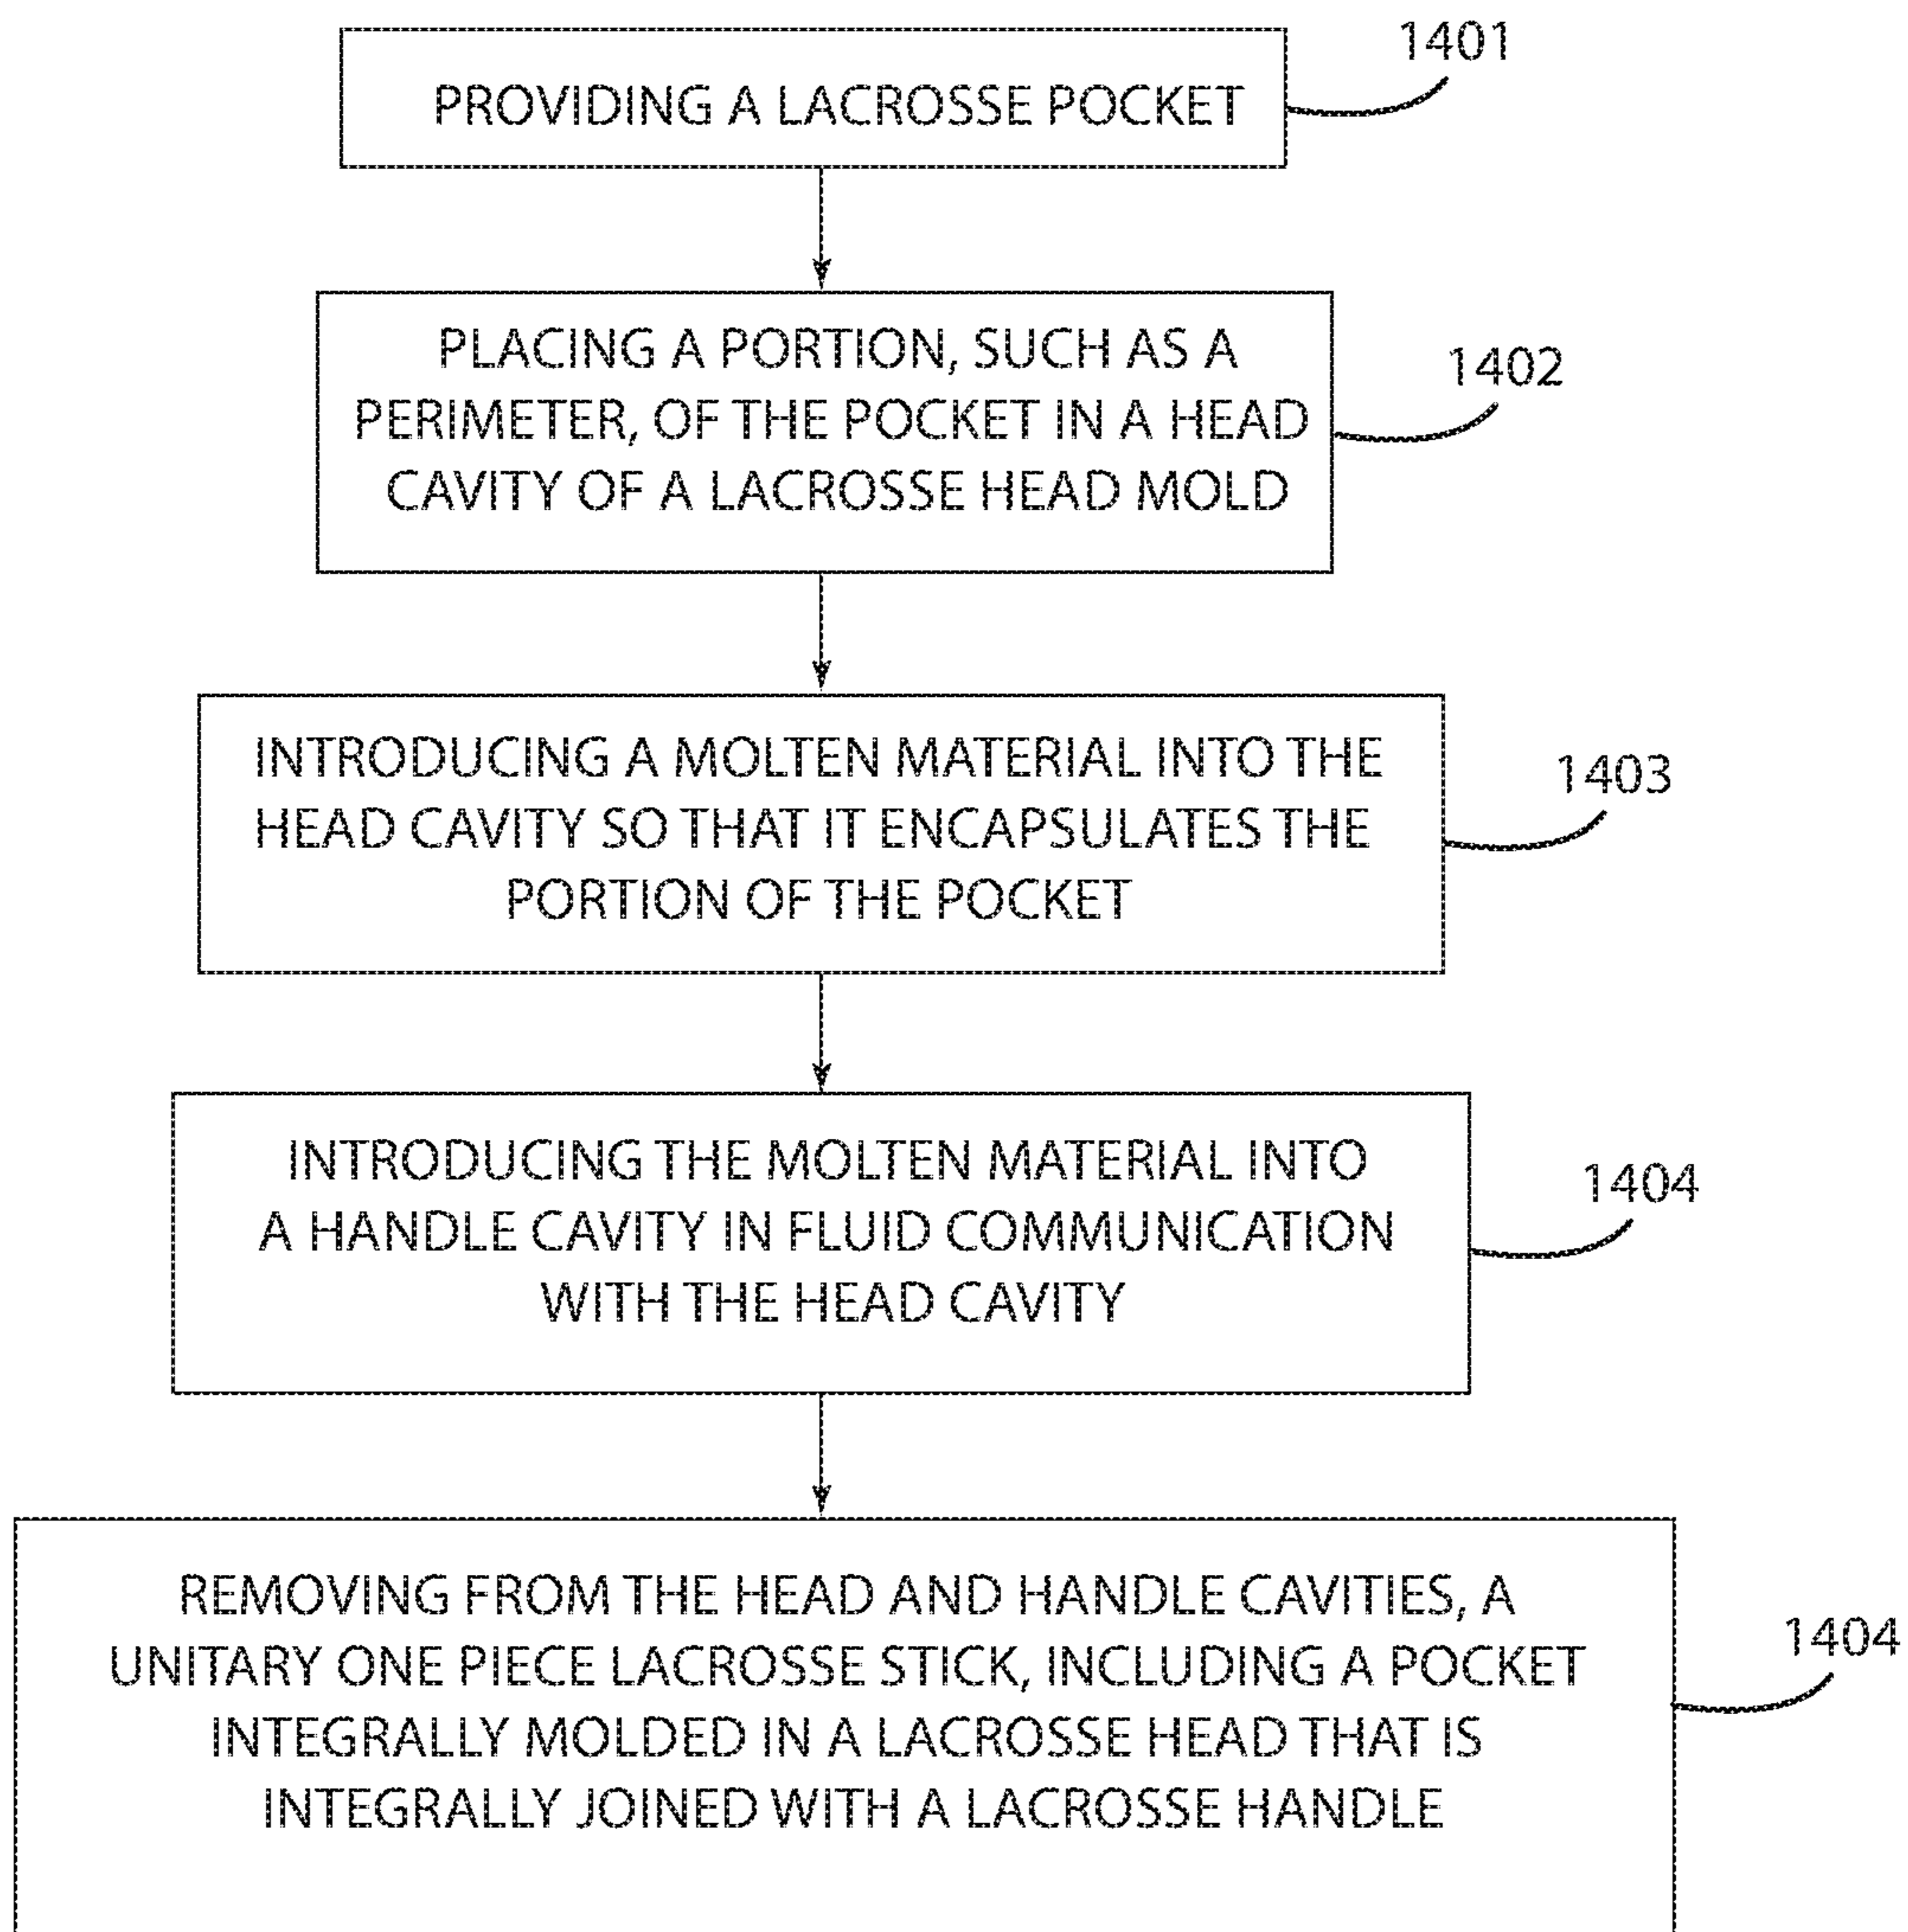 1401
PROVIDING A LACROSSE POCKET
1402
PLACING A PORTION, SUCH AS A
PERIMETER, OF THE POCKET IN A HEAD
CAVITY OF A LACROSSE HEAD MOLD
1403
INTRODUCING A MOLTEN MATERIAL INTO THE
HEAD CAVITY SO THAT IT ENCAPSULATES THE
PORTION OF THE POCKET
1404
INTRODUCING THE MOLTEN MATERIAL INTO
A HANDLE CAVITY IN FLUID COMMUNICATION
WITH THE HEAD CAVITY
1404
REMOVING FROM THE HEAD AND HANDLE CAVITIES, A
UNITARY ONE PIECE LACROSSE STICK, INCLUDING A POCKET
INTEGRALLY MOLDED IN A LACROSSE HEAD THAT IS
INTEGRALLY JOINED WITH A LACROSSE HANDLE